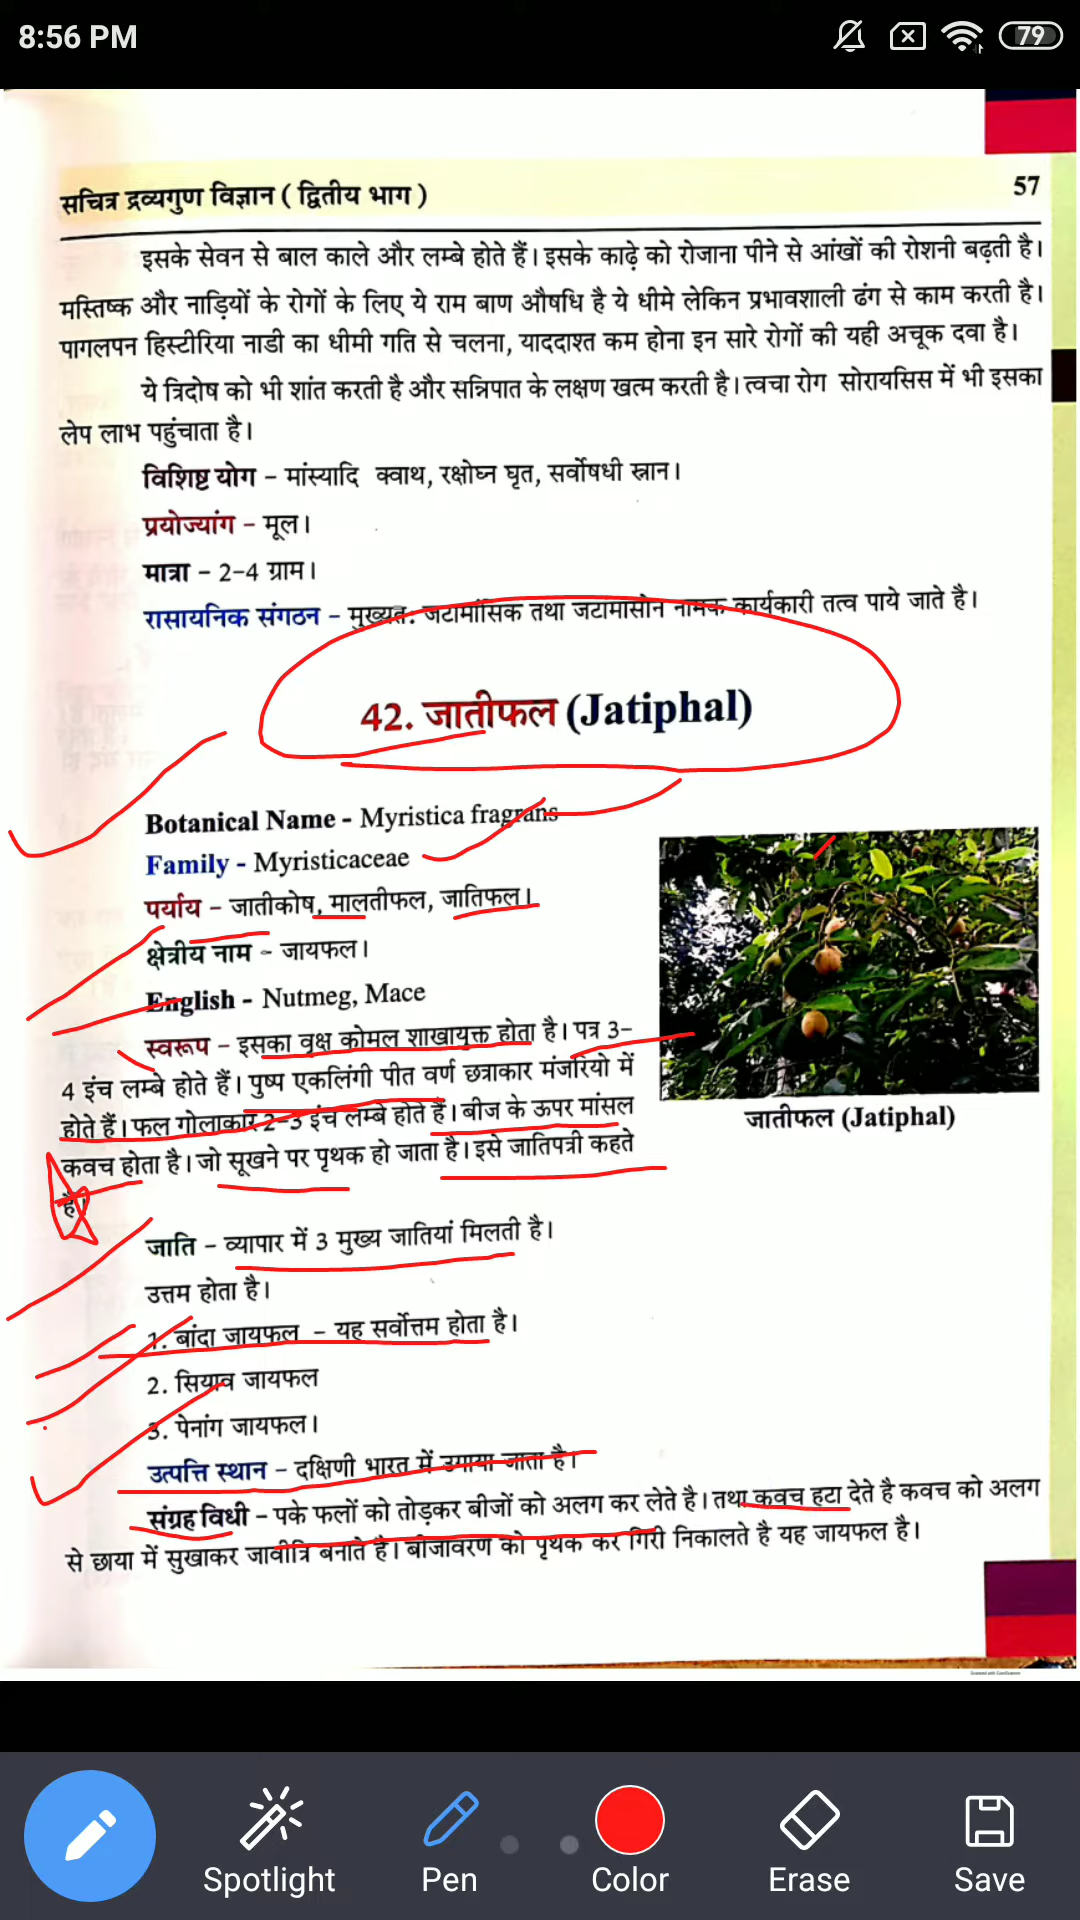 8:56 PM
79
सचित्र द्रव्यगुण विज्ञान ( द्वितीय भाग )
57
इसके सेवन से बाल काले और लम्बे होते हैं। इसके काढ़े को रोजाना पीने से आंखों की रोशनी बढ़ती है।
मस्तिष्क और नाड़ियों के रोगों के लिए ये राम बाण औषधि है ये धीमे लेकिन प्रभावशाली ढंग से काम करती है।
पागलपन हिस्टीरिया नाडी का धीमी गति से चलना, याददाश्त कम होना इन सारे रोगों की यही अचूक दवा है।
ये त्रिदोष को भी शांत करती है और सन्निपात के लक्षण खत्म करती है। त्वचा रोग सोरायसिस में भी इसका
लेप लाभ पहुंचाता है।
विशिष्ट योग – मांस्यादि क्वाथ, रक्षोघ्न घृत, सर्वोषधी स्नान।
प्रयोज्यांग – मूल।
मात्रा – 2–4 ग्राम।
रासायनिक संगठन – मुख्यत: जटामांसिक तथा जटामांसोन नामक कार्यकारी तत्व पाये जाते है।
42. जातीफल (Jatiphal)
Botanical Name - Myristica fragrans
Family - Myristicaceae
पर्याय – जातीकोष, मालतीफल, जातिफल।
क्षेत्रीय नाम – जायफल।
English - Nutmeg, Mace
स्वरूप – इसका वृक्ष कोमल शाखायुक्त होता है। पत्र 3–
4 इंच लम्बे होते हैं। पुष्प एकलिंगी पीत वर्ण छत्राकार मंजरियो में
होते हैं। फल गोलाकार 2–3 इंच लम्बे होते है। बीज के ऊपर मांसल
कवच होता है। जो सूखने पर पृथक हो जाता है। इसे जातिपत्री कहते
है।
जातीफल (Jatiphal)
जाति – व्यापार में 3 मुख्य जातियां मिलती है।
उत्तम होता है।
1. बांदा जायफल – यह सर्वोत्तम होता है।
2. सियाव जायफल
3. पेनांग जायफल।
उत्पत्ति स्थान – दक्षिणी भारत में उगाया जाता है।
संग्रह विधी – पके फलों को तोड़कर बीजों को अलग कर लेते है। तथा कवच हटा देते है कवच को अलग
से छाया में सुखाकर जावीत्रि बनाते है। बीजावरण को पृथक कर गिरी निकालते है यह जायफल है।
Spotlight
Pen
Color
Erase
Save